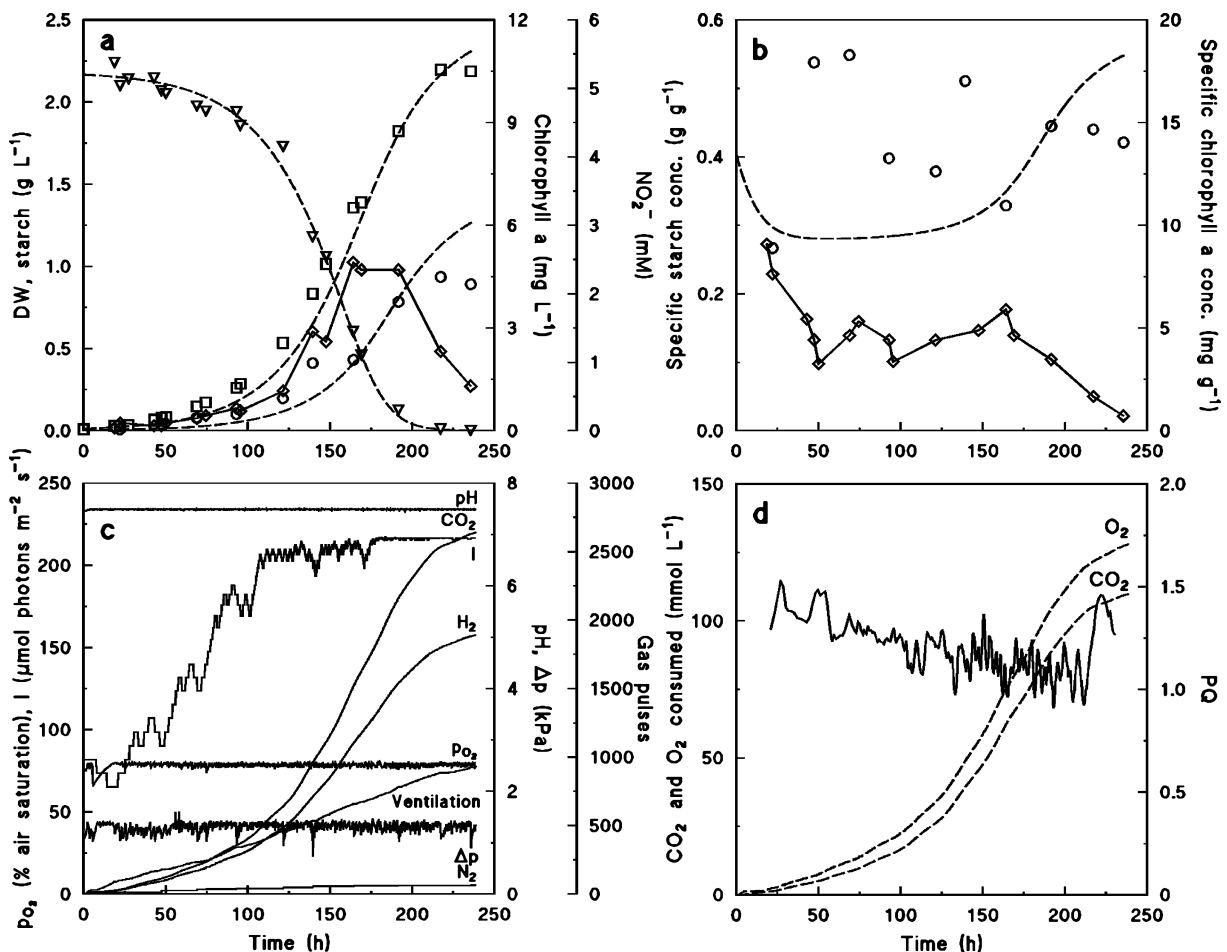 a
2.5
2.0
1.5
1.0
0.5
0.0
DW, starch (g L⁻¹)
12
9
6
3
0
Chlorophyll a (mg L⁻¹)
6
5
4
3
2
1
0
NO₂⁻ (mM)
0 50 100 150 200 250
b
0.6
0.4
0.2
0.0
Specific starch conc. (g g⁻¹)
20
15
10
5
0
Specific chlorophyll a conc. (mg g⁻¹)
0 50 100 150 200 250
c
250
200
150
100
50
0
pO₂ (% air saturation), I (μmol photons m⁻² s⁻¹)
pH
CO₂
I
H₂
pO₂
Ventilation
Δp
N₂
8
6
4
2
0
pH, Δp (kPa)
3000
2500
2000
1500
1000
500
0
Gas pulses
0 50 100 150 200 250
Time (h)
d
150
100
50
0
CO₂ and O₂ consumed (mmol L⁻¹)
O₂
CO₂
2.0
1.5
1.0
0.5
0.0
PQ
0 50 100 150 200 250
Time (h)